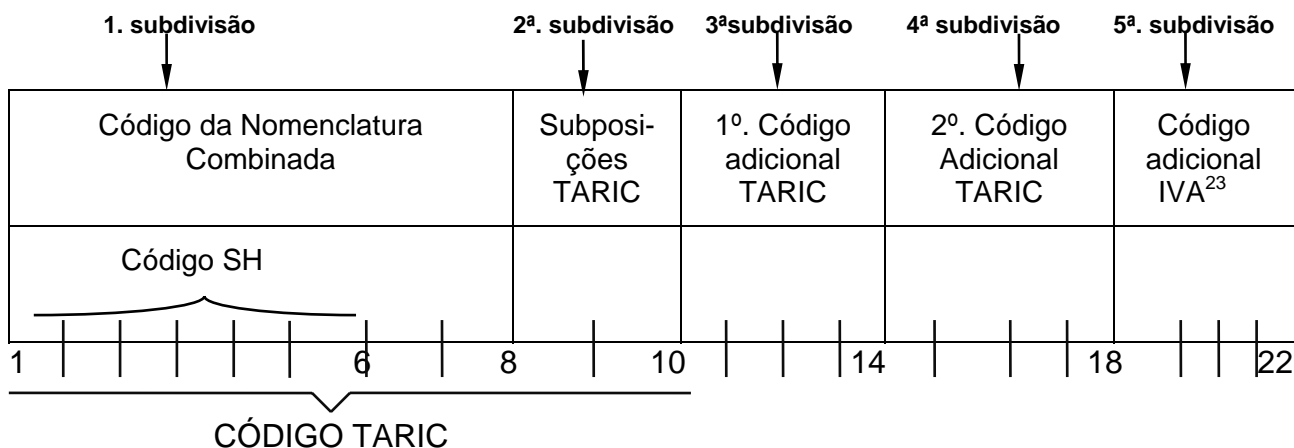 1. subdivisão 2ª. subdivisão 3ªsubdivisão 4ª subdivisão 5ª. subdivisão
Código da Nomenclatura
Combinada
Subposi-
ções
TARIC
1º. Código
adicional
TARIC
2º. Código
Adicional
TARIC
Código
adicional
IVA23
Código SH
1 6 8 10 14 18 22
CÓDIGO TARIC